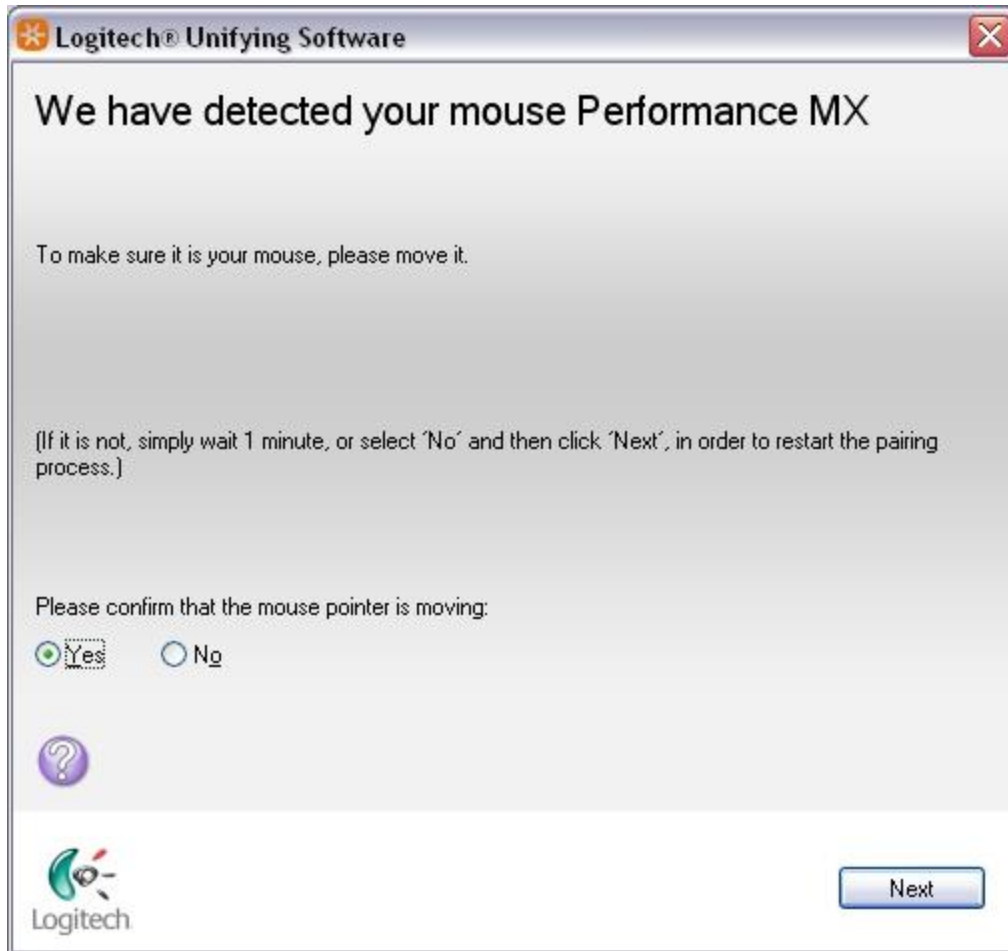 Logitech® Unifying Software
We have detected your mouse Performance MX
To make sure it is your mouse, please move it.
(If it is not, simply wait 1 minute, or select ´No´ and then click ´Next´, in order to restart the pairing
process.)
Please confirm that the mouse pointer is moving:
Yes No
?
Logitech
Next